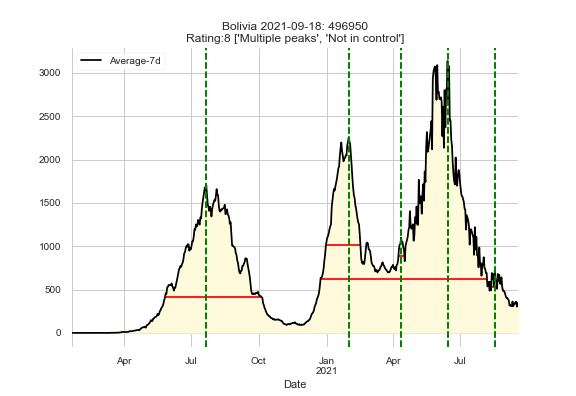 Bolivia 2021-09-18: 496950
Rating:8 ['Multiple peaks', 'Not in control']
Average-7d
3000
2500
2000
1500
1000
500
0
Apr
Jul
Oct
Jan
2021
Apr
Jul
Date